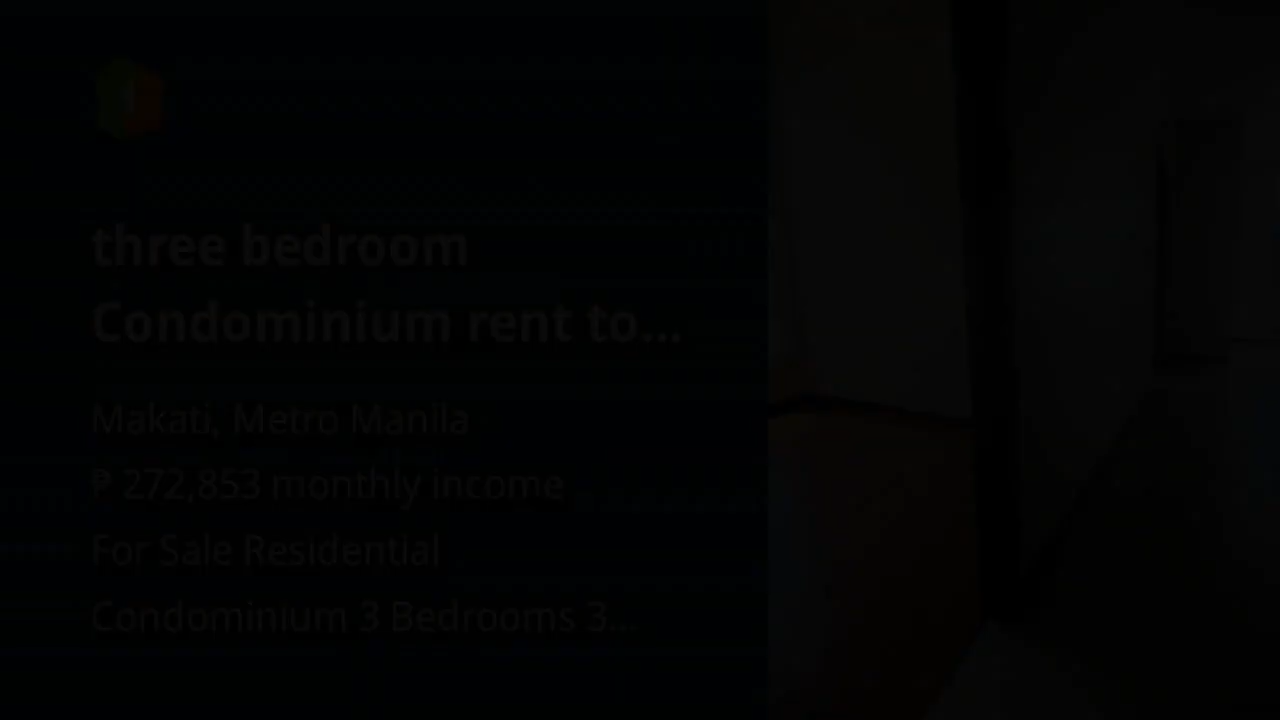 three bedroom
Condominium rent to...
Makati, Metro Manila
₱ 272,853 monthly income
For Sale Residential
Condominium 3 Bedrooms 3...